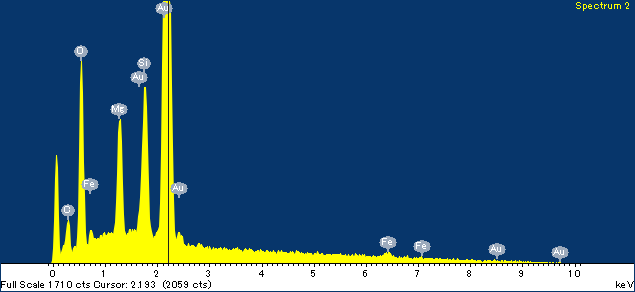 Spectrum 2
Au
O
Si
Au
Mg
Fe
Au
O
Fe
Fe
Au
Au
0 1 2 3 4 5 6 7 8 9 10
Full Scale 1710 cts Cursor: 2.193 (2059 cts) keV